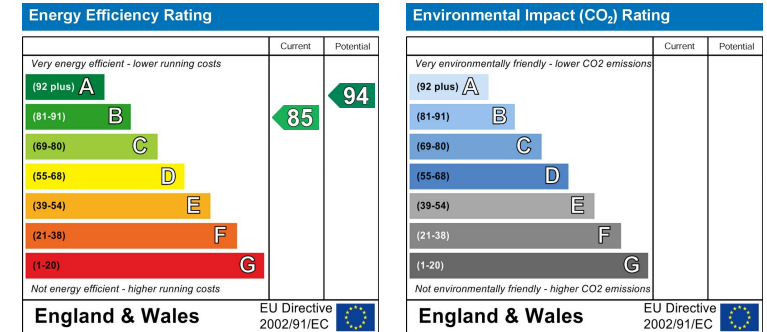 Energy Efficiency Rating
Current Potential
Very energy efficient - lower running costs
(92 plus) A
94
(81-91) B
85
(69-80) C
(55-68) D
(39-54) E
(21-38) F
(1-20) G
Not energy efficient - higher running costs
England & Wales
EU Directive
2002/91/EC
Environmental Impact (CO₂) Rating
Current Potential
Very environmentally friendly - lower CO2 emissions
(92 plus) A
(81-91) B
(69-80) C
(55-68) D
(39-54) E
(21-38) F
(1-20) G
Not environmentally friendly - higher CO2 emissions
England & Wales
EU Directive
2002/91/EC